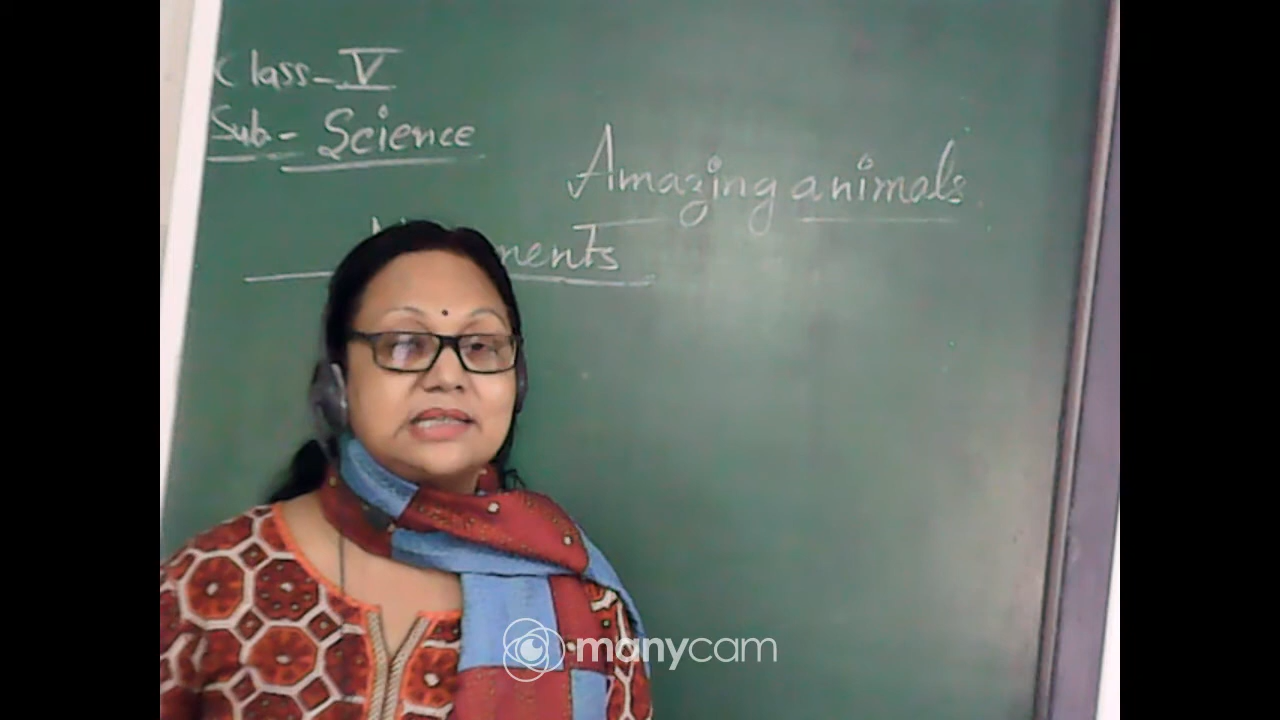 Class - V
Sub - Science
Amazing animals
manycam